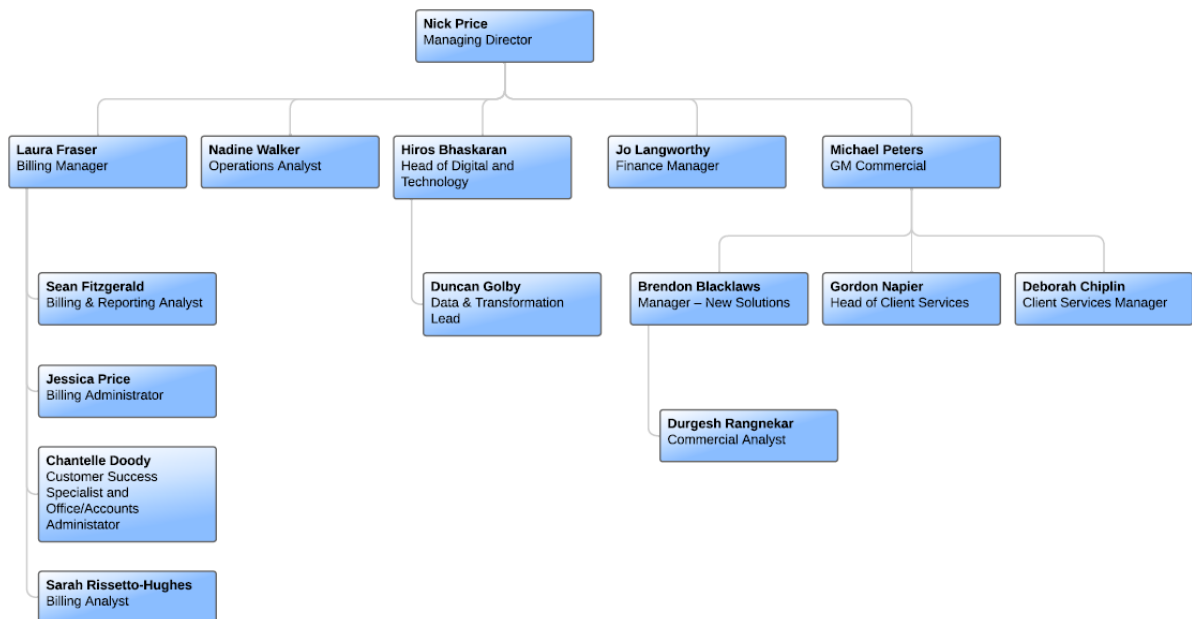 Nick Price
Managing Director
Laura Fraser
Billing Manager
Nadine Walker
Operations Analyst
Hiros Bhaskaran
Head of Digital and
Technology
Jo Langworthy
Finance Manager
Michael Peters
GM Commercial
Sean Fitzgerald
Billing & Reporting Analyst
Duncan Golby
Data & Transformation
Lead
Brendon Blacklaws
Manager – New Solutions
Gordon Napier
Head of Client Services
Deborah Chiplin
Client Services Manager
Jessica Price
Billing Administrator
Durgesh Rangnekar
Commercial Analyst
Chantelle Doody
Customer Success
Specialist and
Office/Accounts
Administator
Sarah Rissetto-Hughes
Billing Analyst